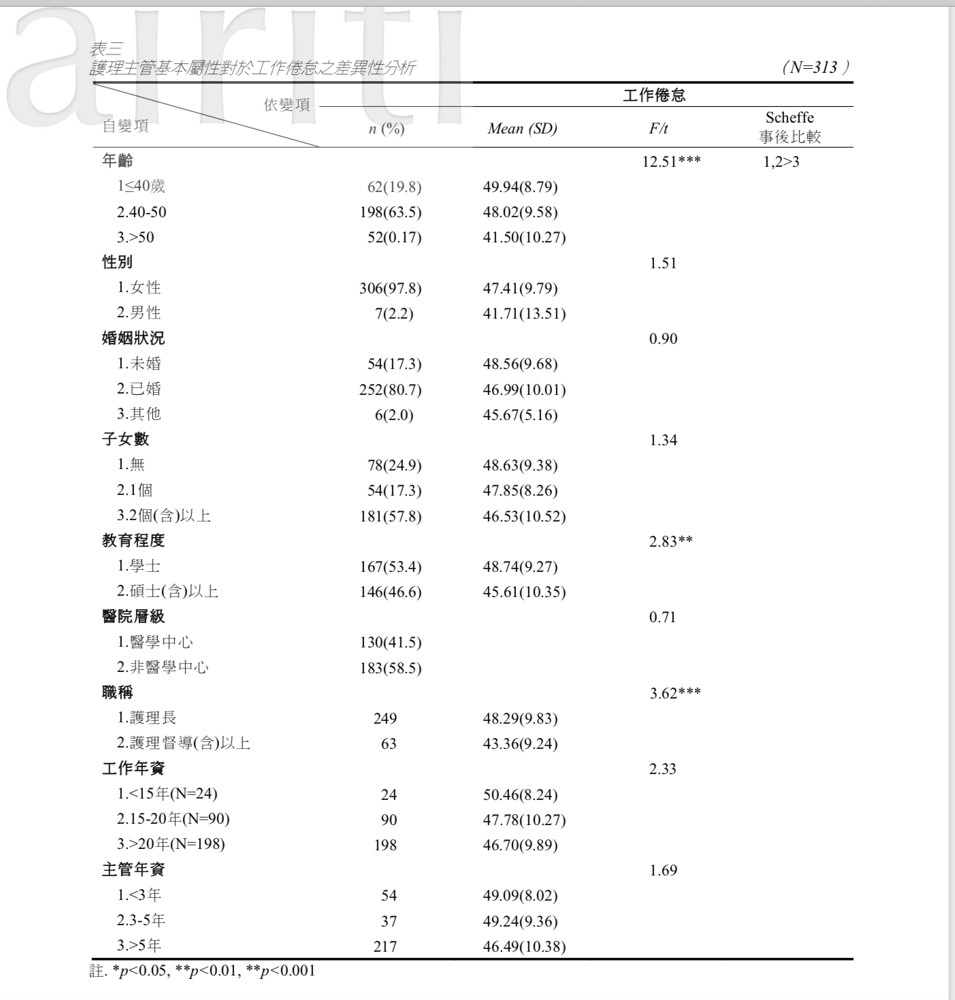 airiti
表三
護理主管基本屬性對於工作倦怠之差異性分析 （N=313）
依變項 工作倦怠
自變項 n (%) Mean (SD) F/t Scheffe 事後比較
年齡 12.51*** 1,2>3
1≤40歲 62(19.8) 49.94(8.79)
2.40-50 198(63.5) 48.02(9.58)
3.>50 52(0.17) 41.50(10.27)
性別 1.51
1.女性 306(97.8) 47.41(9.79)
2.男性 7(2.2) 41.71(13.51)
婚姻狀況 0.90
1.未婚 54(17.3) 48.56(9.68)
2.已婚 252(80.7) 46.99(10.01)
3.其他 6(2.0) 45.67(5.16)
子女數 1.34
1.無 78(24.9) 48.63(9.38)
2.1個 54(17.3) 47.85(8.26)
3.2個(含)以上 181(57.8) 46.53(10.52)
教育程度 2.83**
1.學士 167(53.4) 48.74(9.27)
2.碩士(含)以上 146(46.6) 45.61(10.35)
醫院層級 0.71
1.醫學中心 130(41.5)
2.非醫學中心 183(58.5)
職稱 3.62***
1.護理長 249 48.29(9.83)
2.護理督導(含)以上 63 43.36(9.24)
工作年資 2.33
1.<15年(N=24) 24 50.46(8.24)
2.15-20年(N=90) 90 47.78(10.27)
3.>20年(N=198) 198 46.70(9.89)
主管年資 1.69
1.<3年 54 49.09(8.02)
2.3-5年 37 49.24(9.36)
3.>5年 217 46.49(10.38)
註. *p<0.05, **p<0.01, **p<0.001